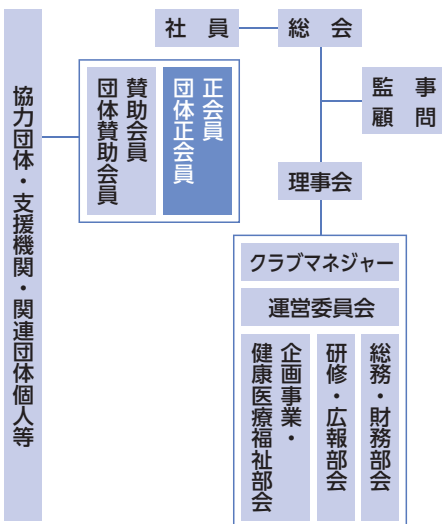 社員
総会
監事
顧問
正会員
団体正会員
賛助会員
団体賛助会員
協力団体・支援機関・関連団体個人等
理事会
クラブマネジャー
運営委員会
総務・財務部会
研修・広報部会
企画事業・
健康医療福祉部会